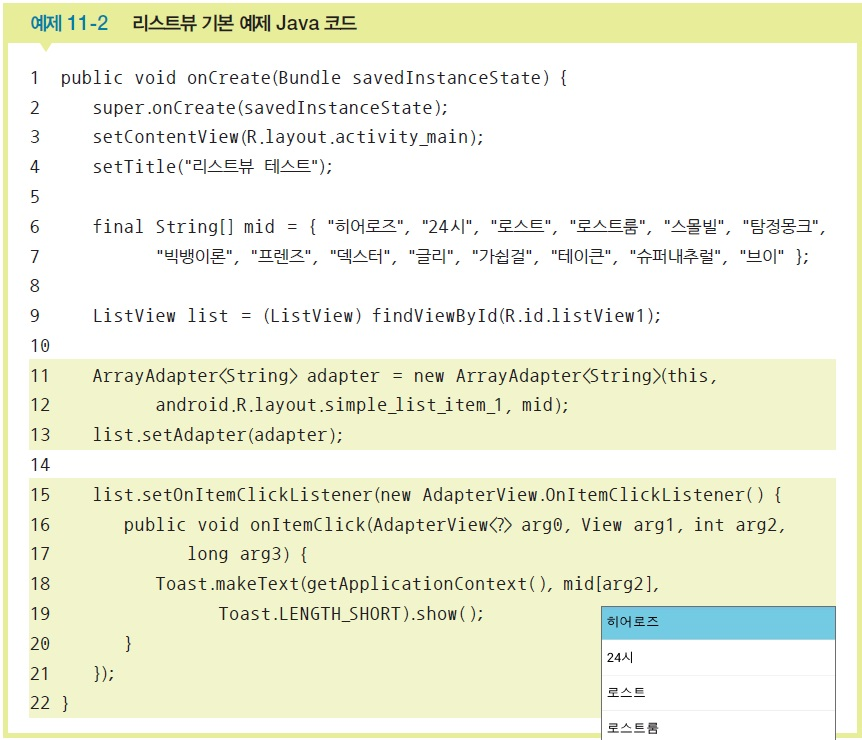 예제 11-2 리스트뷰 기본 예제 Java 코드
1 public void onCreate(Bundle savedInstanceState) {
2 super.onCreate(savedInstanceState);
3 setContentView(R.layout.activity_main);
4 setTitle("리스트뷰 테스트");
5
6 final String[] mid = { "히어로즈", "24시", "로스트", "로스트룸", "스몰빌", "탐정몽크",
7 "빅뱅이론", "프렌즈", "덱스터", "글리", "가쉽걸", "테이큰", "슈퍼내추럴", "브이" };
8
9 ListView list = (ListView) findViewById(R.id.listView1);
10
11 ArrayAdapter<String> adapter = new ArrayAdapter<String>(this,
12 android.R.layout.simple_list_item_1, mid);
13 list.setAdapter(adapter);
14
15 list.setOnItemClickListener(new AdapterView.OnItemClickListener() {
16 public void onItemClick(AdapterView<?> arg0, View arg1, int arg2,
17 long arg3) {
18 Toast.makeText(getApplicationContext(), mid[arg2],
19 Toast.LENGTH_SHORT).show();
20 }
21 });
22 }
히어로즈
24시
로스트
로스트룸